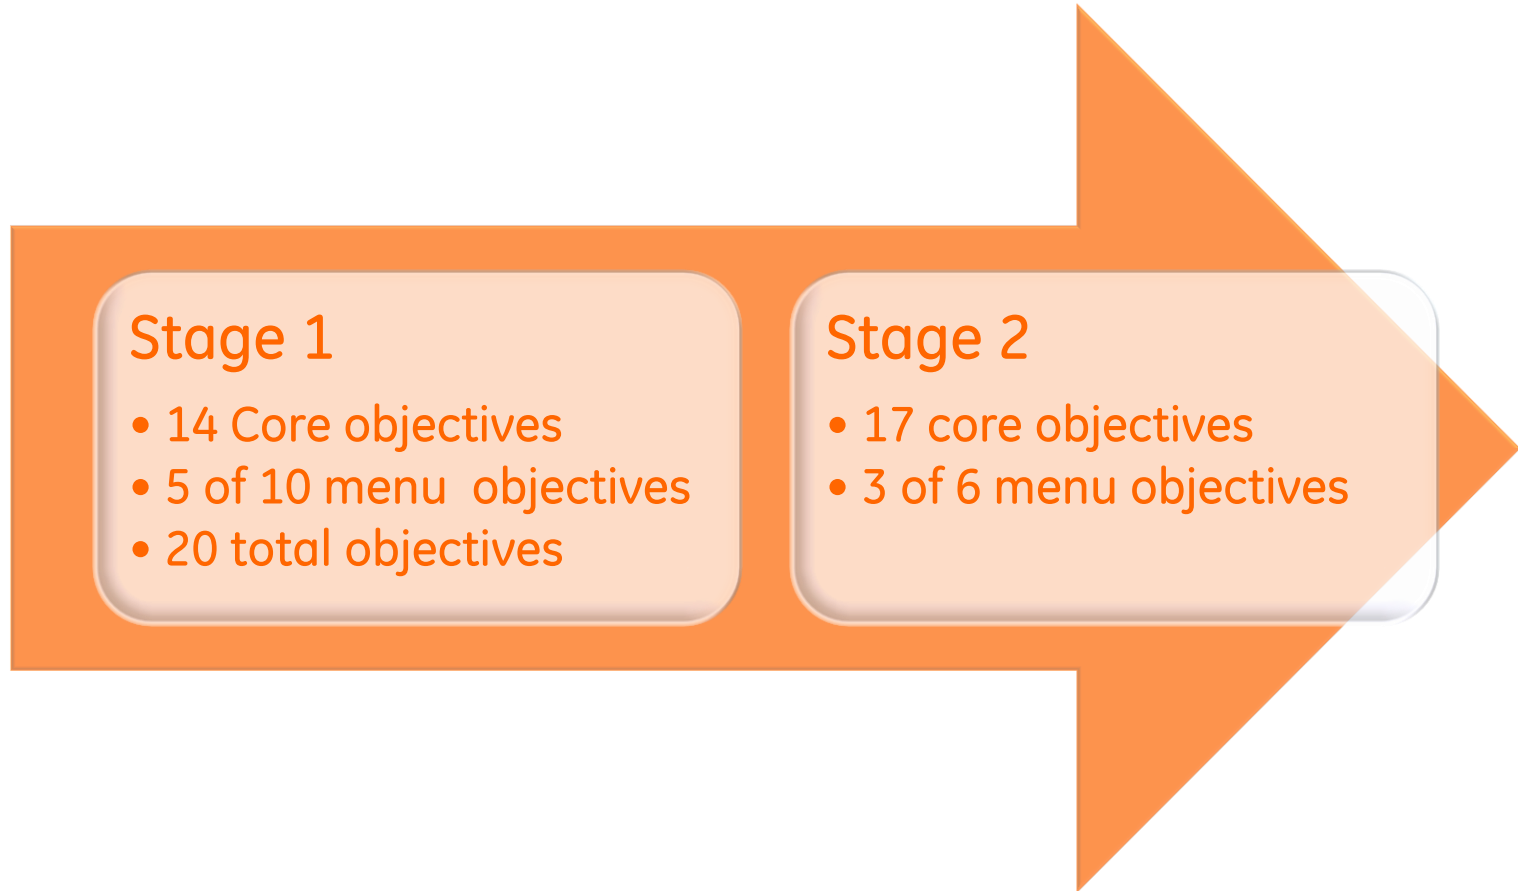 Stage 1
• 14 Core objectives
• 5 of 10 menu  objectives
• 20 total objectives
Stage 2
• 17 core objectives
• 3 of 6 menu objectives